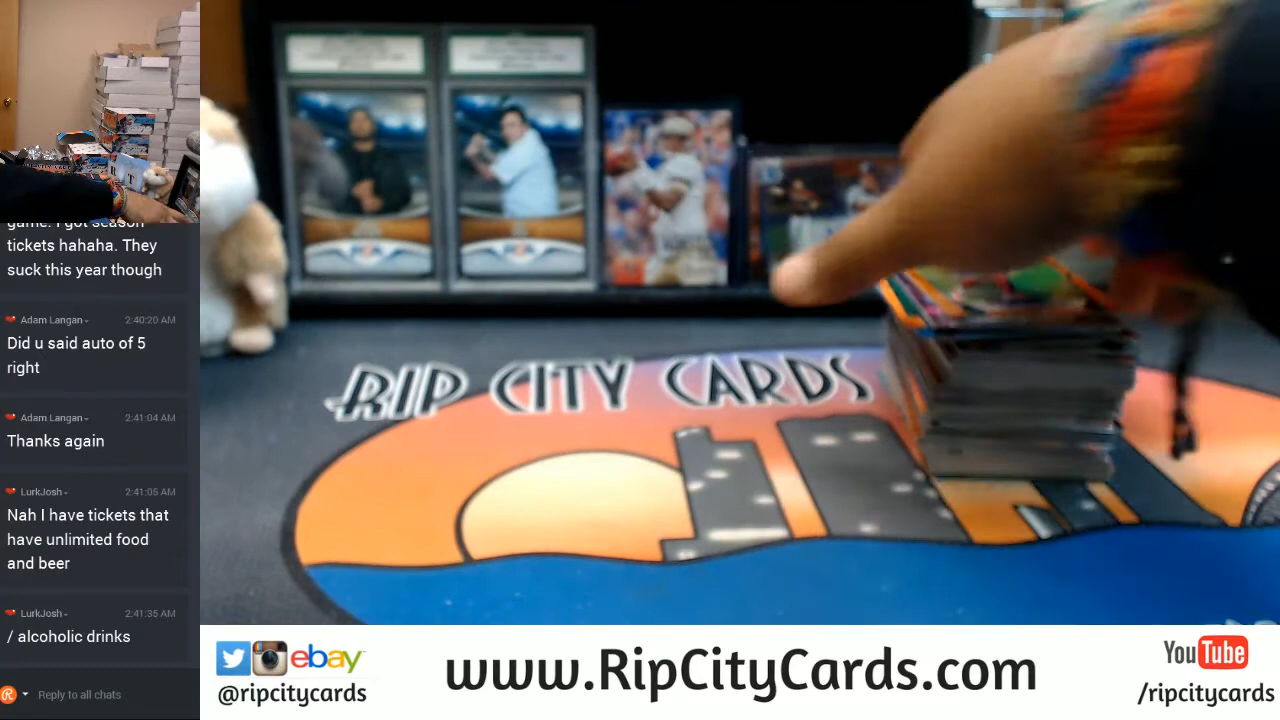 game. I got season
tickets hahaha. They
suck this year though
Adam Langan
2:40:20 AM
Did u said auto of 5
right
Adam Langan
2:41:04 AM
Thanks again
LurkJosh
2:41:05 AM
Nah I have tickets that
have unlimited food
and beer
LurkJosh
2:41:35 AM
/ alcoholic drinks
Reply to all chats
RIP CITY CARDS
ebay
@ripcitycards
www.RipCityCards.com
YouTube
/ripcitycards